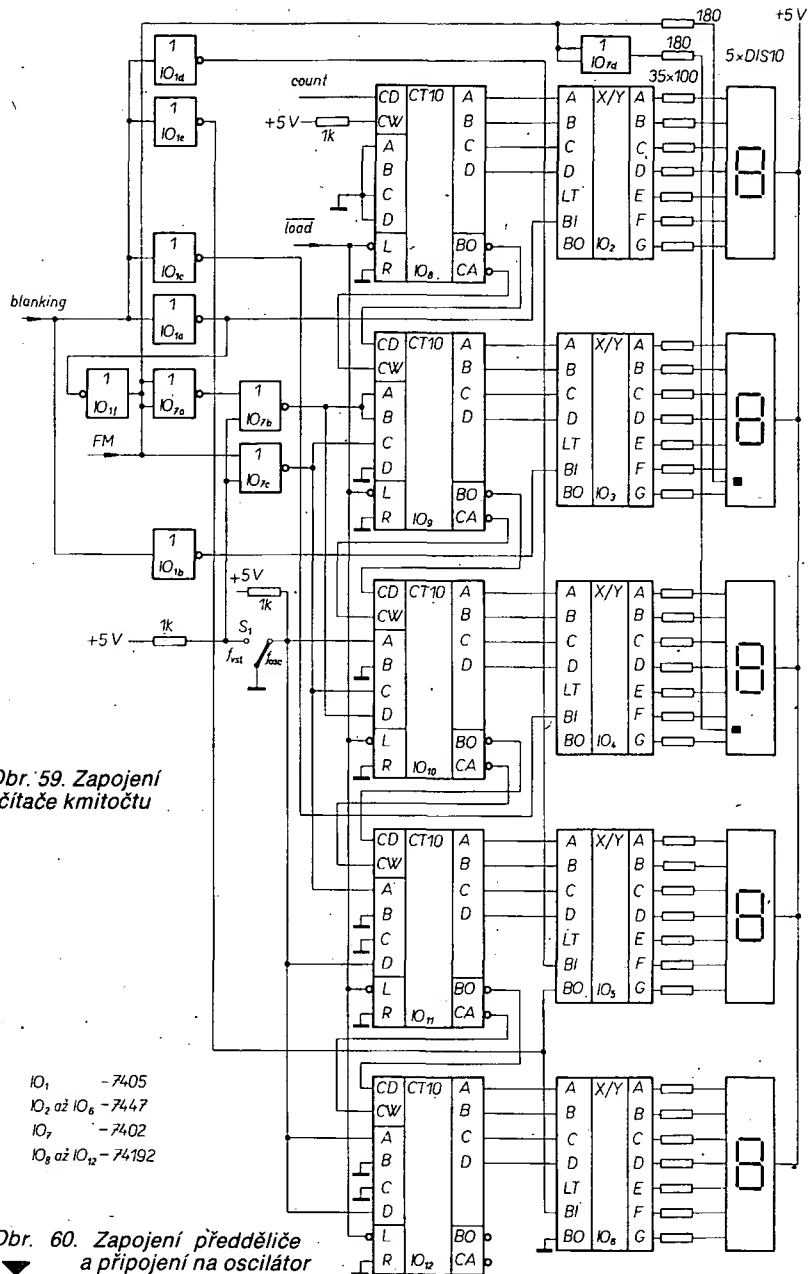 180
+5 V
1
IO7d
180
5×DIS10
35×100
1
IO1d
count
+5 V
1k
1
IO1e
CD CT10 A
CW B
A C
B D
C
D
L BO
R IO8 CA
A X/Y A
B B
C C
D D
LT E
BI F
BO IO2 G
load
1
IO1c
blanking
1
IO1a
1
IO1f
1
IO7a
1
IO7b
FM
1
IO7c
1
IO1b
CD CT10 A
CW B
A C
B D
C
D
L BO
R IO9 CA
A X/Y A
B B
C C
D D
LT E
BI F
BO IO3 G
+5 V
1k
+5 V
1k
S1
fvst
fosc
CD CT10 A
CW B
A C
B D
C
D
L BO
R IO10 CA
A X/Y A
B B
C C
D D
LT E
BI F
BO IO4 G
Obr. 59. Zapojení
čítače kmitočtu
CD CT10 A
CW B
A C
B D
C
D
L BO
R IO11 CA
A X/Y A
B B
C C
D D
LT E
BI F
BO IO5 G
IO1 - 7405
IO2 až IO6 - 7447
IO7 - 7402
IO8 až IO12 - 74192
CD CT10 A
CW B
A C
B D
C
D
L BO
R IO12 CA
A X/Y A
B B
C C
D D
LT E
BI F
BO IO6 G
Obr. 60. Zapojení předděliče
a připojení na oscilátor